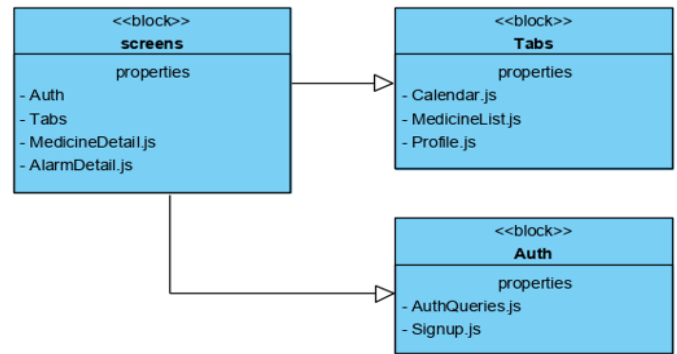 <<block>>
screens
properties
- Auth
- Tabs
- MedicineDetail.js
- AlarmDetail.js
<<block>>
Tabs
properties
- Calendar.js
- MedicineList.js
- Profile.js
<<block>>
Auth
properties
- AuthQueries.js
- Signup.js